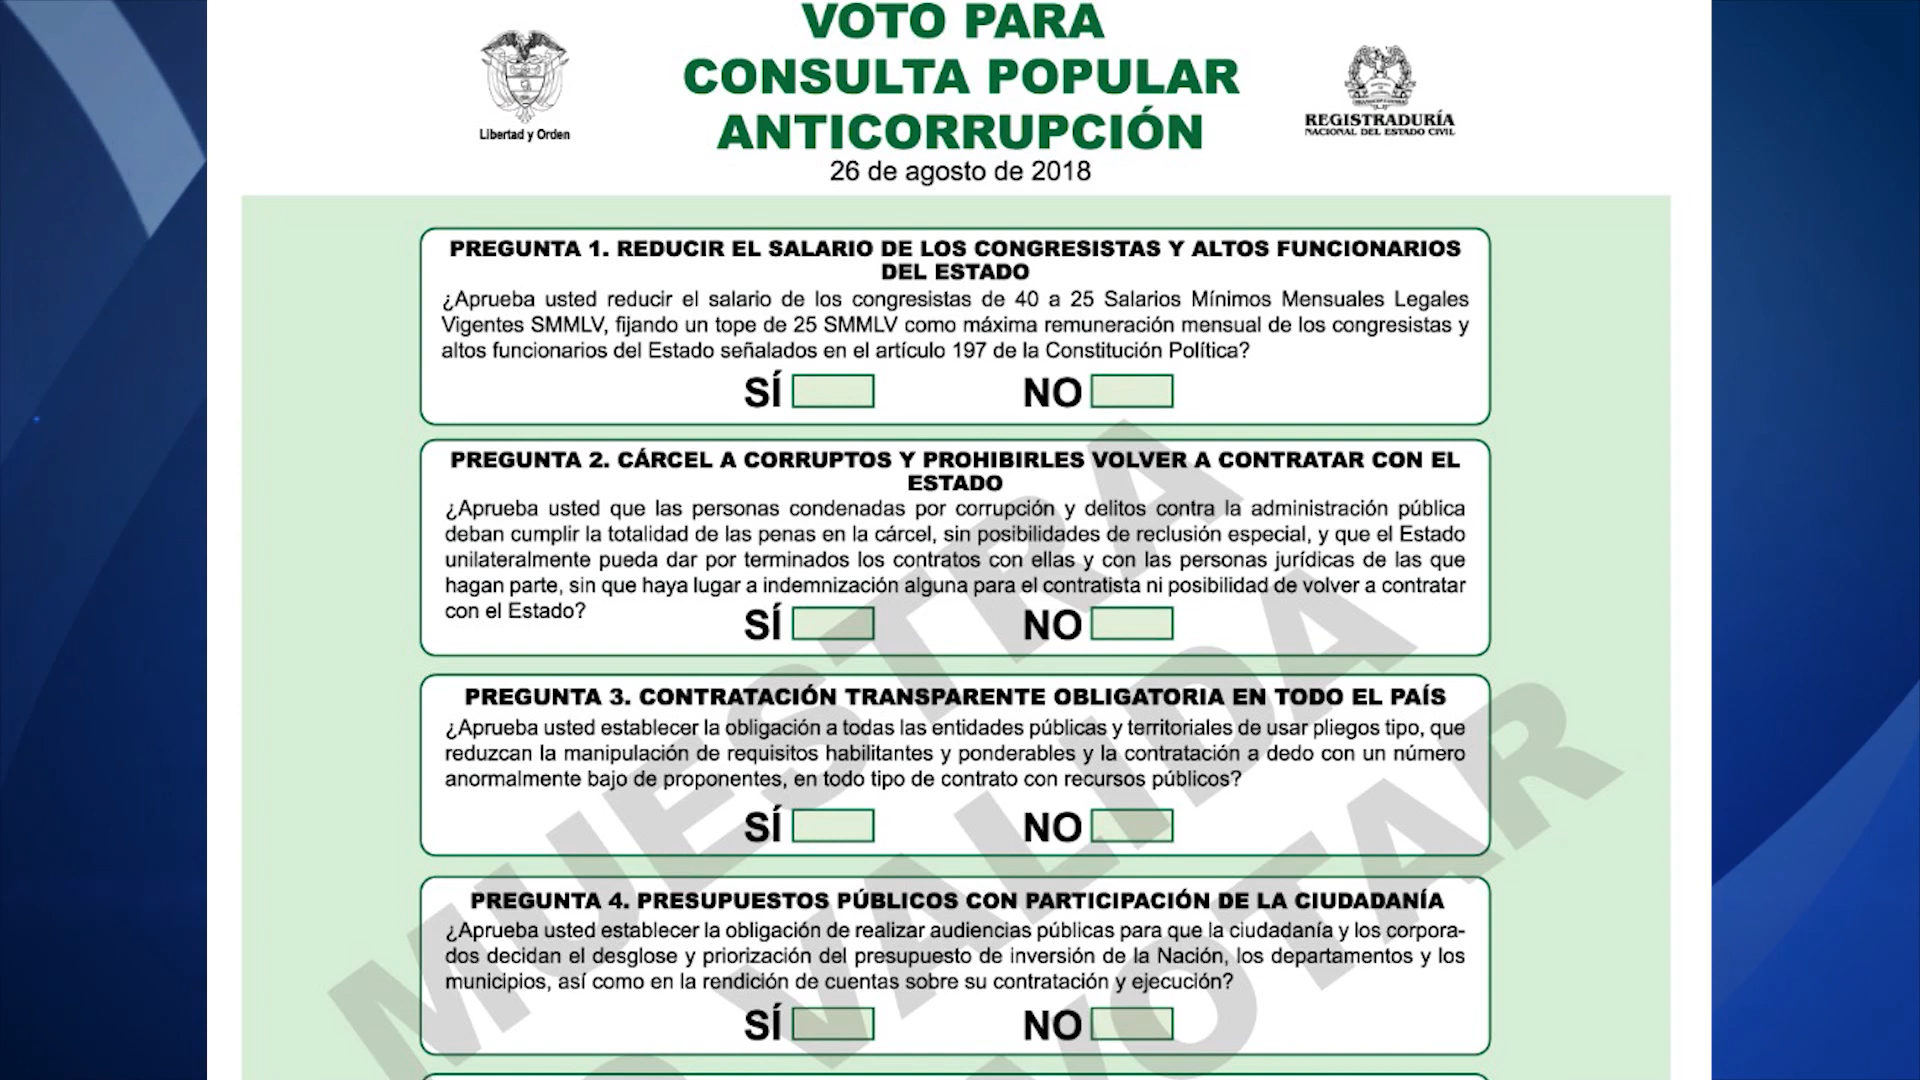 VOTO PARA
CONSULTA POPULAR
ANTICORRUPCIÓN
26 de agosto de 2018
Libertad y Orden
REGISTRADURÍA
NACIONAL DEL ESTADO CIVIL
PREGUNTA 1. REDUCIR EL SALARIO DE LOS CONGRESISTAS Y ALTOS FUNCIONARIOS
DEL ESTADO
¿Aprueba usted reducir el salario de los congresistas de 40 a 25 Salarios Mínimos Mensuales Legales
Vigentes SMMLV, fijando un tope de 25 SMMLV como máxima remuneración mensual de los congresistas y
altos funcionarios del Estado señalados en el artículo 197 de la Constitución Política?
SÍ NO
PREGUNTA 2. CÁRCEL A CORRUPTOS Y PROHIBIRLES VOLVER A CONTRATAR CON EL
ESTADO
¿Aprueba usted que las personas condenadas por corrupción y delitos contra la administración pública
deban cumplir la totalidad de las penas en la cárcel, sin posibilidades de reclusión especial, y que el Estado
unilateralmente pueda dar por terminados los contratos con ellas y con las personas jurídicas de las que
hagan parte, sin que haya lugar a indemnización alguna para el contratista ni posibilidad de volver a contratar
con el Estado?
SÍ NO
PREGUNTA 3. CONTRATACIÓN TRANSPARENTE OBLIGATORIA EN TODO EL PAÍS
¿Aprueba usted establecer la obligación a todas las entidades públicas y territoriales de usar pliegos tipo, que
reduzcan la manipulación de requisitos habilitantes y ponderables y la contratación a dedo con un número
anormalmente bajo de proponentes, en todo tipo de contrato con recursos públicos?
SÍ NO
PREGUNTA 4. PRESUPUESTOS PÚBLICOS CON PARTICIPACIÓN DE LA CIUDADANÍA
¿Aprueba usted establecer la obligación de realizar audiencias públicas para que la ciudadanía y los corpora-
dos decidan el desglose y priorización del presupuesto de inversión de la Nación, los departamentos y los
municipios, así como en la rendición de cuentas sobre su contratación y ejecución?
SÍ NO
MUESTRA
VALIDA
VOTAR